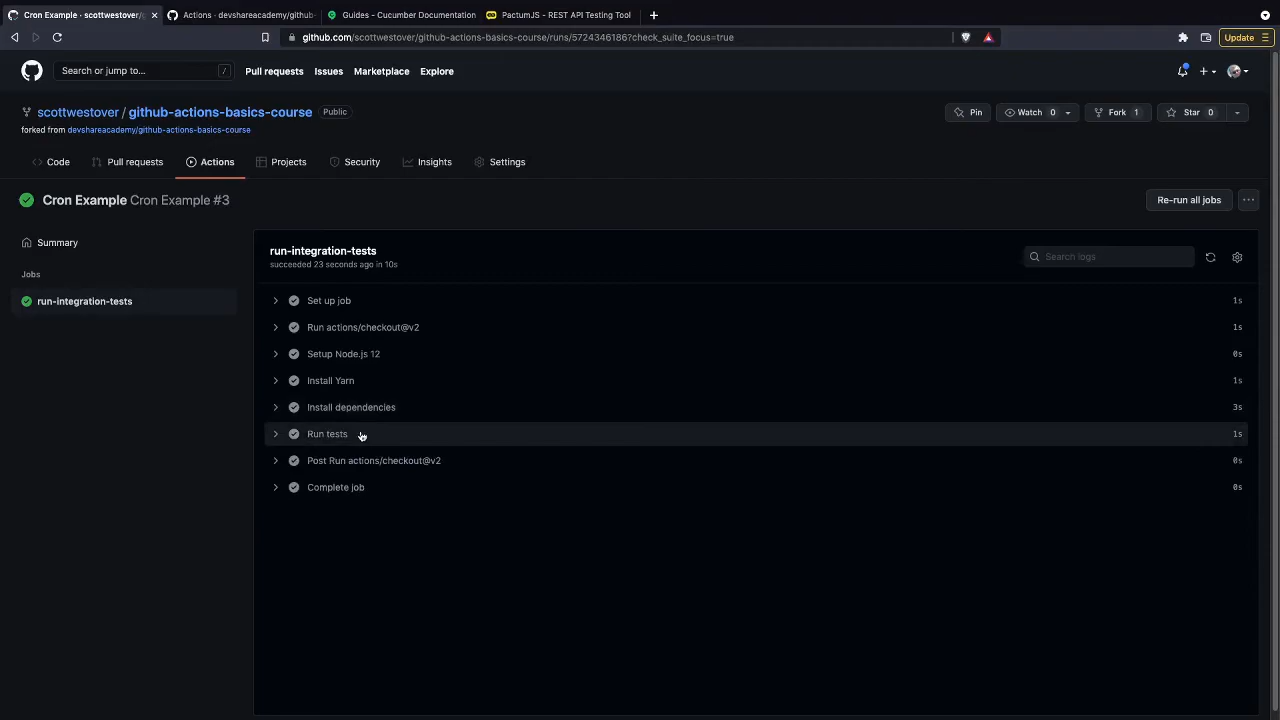 Cron Example · scottwestover/g
Actions · devshareacademy/github-
Guides - Cucumber Documentation
PactumJS - REST API Testing Tool
github.com/scottwestover/github-actions-basics-course/runs/5724346186?check_suite_focus=true
Update
Search or jump to...
/
Pull requests
Issues
Marketplace
Explore
scottwestover / github-actions-basics-course
Public
Pin
Watch 0
Fork 1
Star 0
forked from devshareacademy/github-actions-basics-course
Code
Pull requests
Actions
Projects
Security
Insights
Settings
Cron Example Cron Example #3
Re-run all jobs
Summary
Jobs
run-integration-tests
run-integration-tests
succeeded 23 seconds ago in 10s
Search logs
Set up job 1s
Run actions/checkout@v2 1s
Setup Node.js 12 0s
Install Yarn 1s
Install dependencies 3s
Run tests 1s
Post Run actions/checkout@v2 0s
Complete job 0s